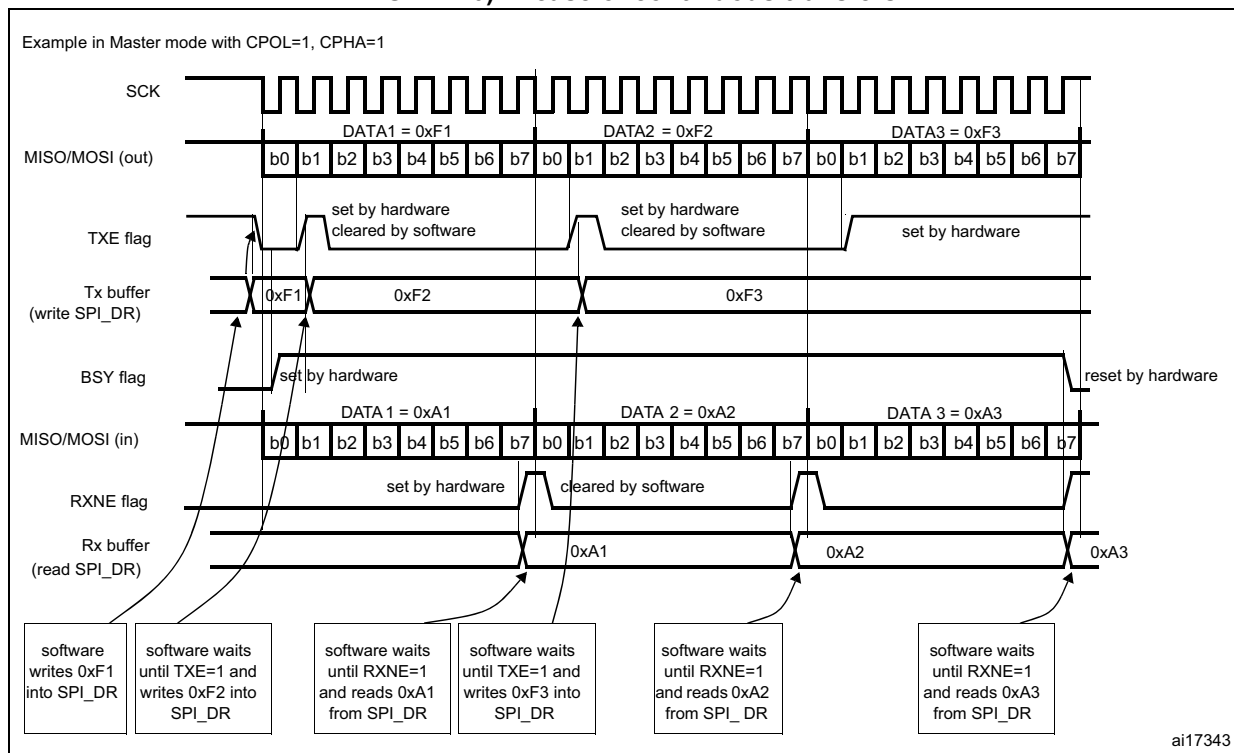 Example in Master mode with CPOL=1, CPHA=1
SCK
DATA1 = 0xF1 DATA2 = 0xF2 DATA3 = 0xF3
MISO/MOSI (out) b0 b1 b2 b3 b4 b5 b6 b7 b0 b1 b2 b3 b4 b5 b6 b7 b0 b1 b2 b3 b4 b5 b6 b7
set by hardware set by hardware
cleared by software cleared by software
TXE flag set by hardware
Tx buffer 0xF1 0xF2 0xF3
(write SPI_DR)
BSY flag set by hardware reset by hardware
DATA 1 = 0xA1 DATA 2 = 0xA2 DATA 3 = 0xA3
MISO/MOSI (in) b0 b1 b2 b3 b4 b5 b6 b7 b0 b1 b2 b3 b4 b5 b6 b7 b0 b1 b2 b3 b4 b5 b6 b7
set by hardware cleared by software
RXNE flag
Rx buffer 0xA1 0xA2 0xA3
(read SPI_DR)
software
writes 0xF1
into SPI_DR
software waits
until TXE=1 and
writes 0xF2 into
SPI_DR
software waits
until RXNE=1
and reads 0xA1
from SPI_DR
software waits
until TXE=1 and
writes 0xF3 into
SPI_DR
software waits
until RXNE=1
and reads 0xA2
from SPI_ DR
software waits
until RXNE=1
and reads 0xA3
from SPI_DR
ai17343